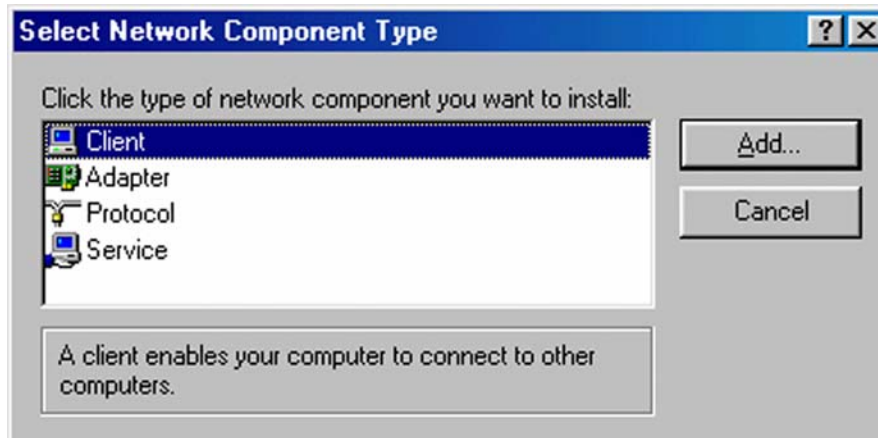 Select Network Component Type
Click the type of network component you want to install:
Client
Adapter
Protocol
Service
Add...
Cancel
A client enables your computer to connect to other
computers.